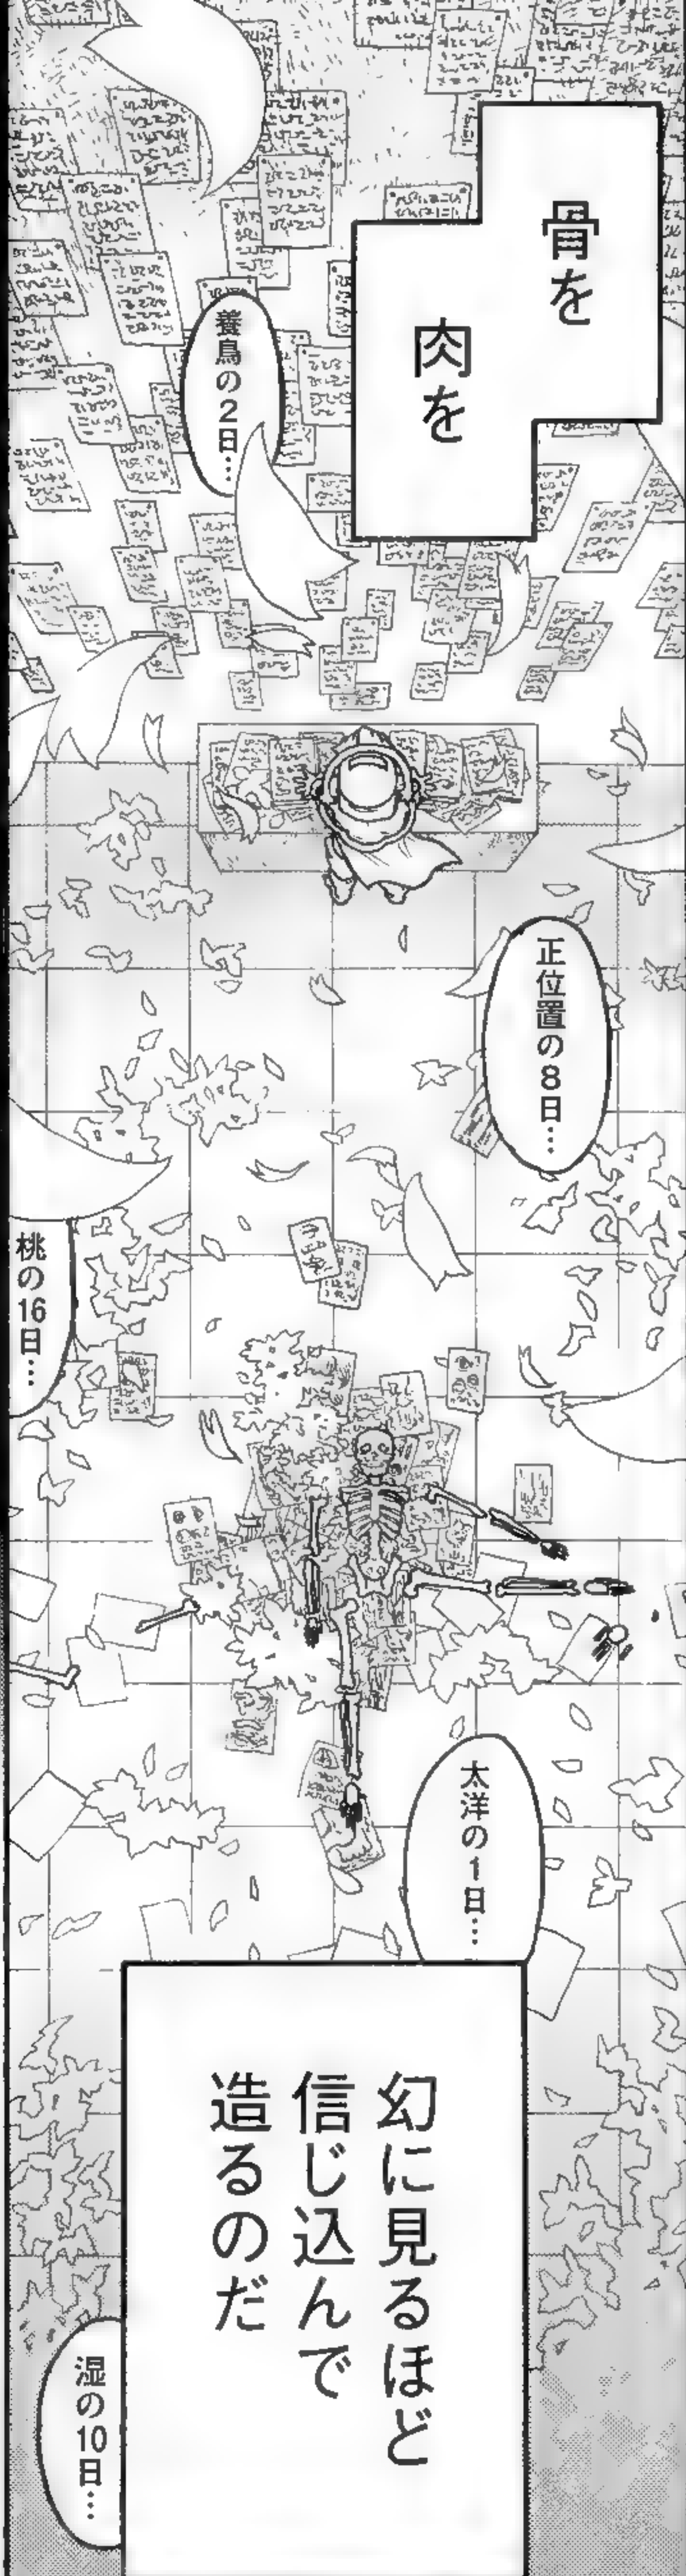 骨を
肉を
養鳥の2日…
正位置の8日…
桃の16日…
太洋の1日…
幻に見るほど
信じ込んで
造るのだ
湿の10日…